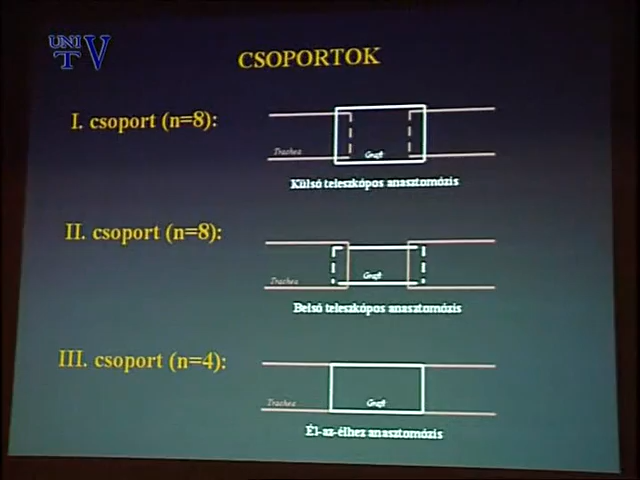 UNI
TV
CSOPORTOK
I. csoport (n=8):
Trachea
Graft
Külső teleszkópos anasztomózis
II. csoport (n=8):
Trachea
Graft
Belső teleszkópos anasztomózis
III. csoport (n=4):
Trachea
Graft
Él-az-élhez anasztomózis